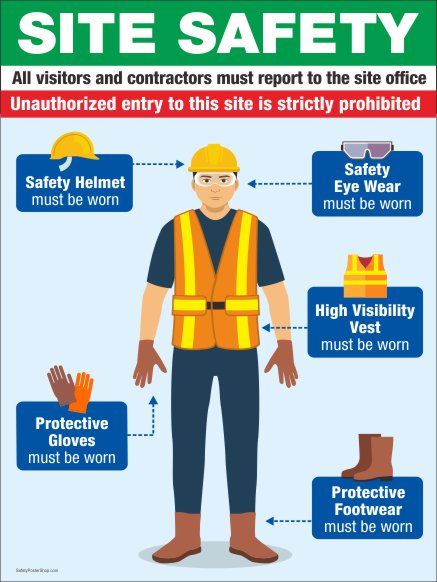 SITE SAFETY
All visitors and contractors must report to the site office
Unauthorized entry to this site is strictly prohibited
Safety Helmet
must be worn
Safety
Eye Wear
must be worn
High Visibility
Vest
must be worn
Protective
Gloves
must be worn
Protective
Footwear
must be worn
SafetyPosterShop.com